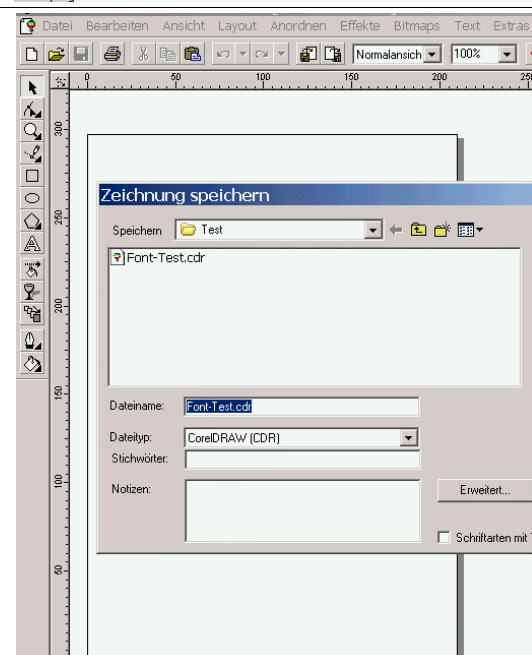 Datei Bearbeiten Ansicht Layout Anordnen Effekte Bitmaps Text Extras
Normalansich 100%
0 50 100 150 200 250
300
Zeichnung speichern
250
Speichern Test
Font-Test.cdr
200
150
Dateiname: Font-Test.cdr
Dateityp: CorelDRAW (CDR)
Stichwörter:
100
Notizen: Erweitert...
Schriftarten mit
50